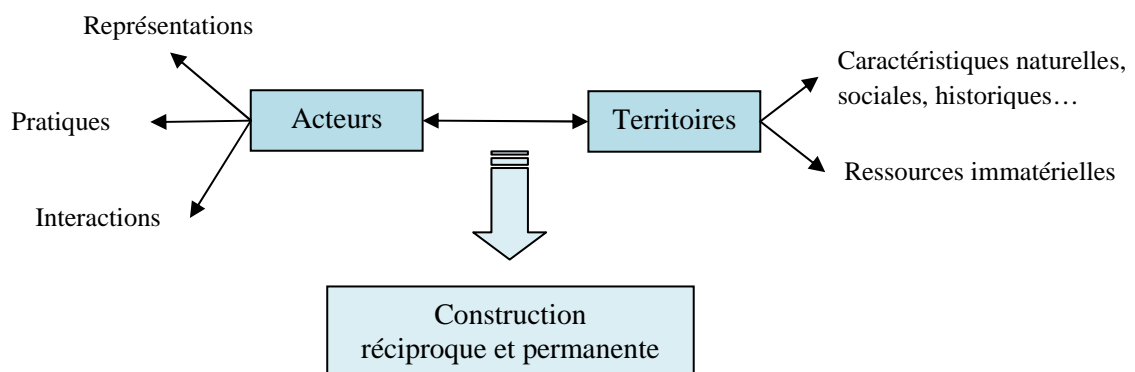 Représentations
Pratiques
Interactions
Acteurs
Territoires
Caractéristiques naturelles,
sociales, historiques…
Ressources immatérielles
Construction
réciproque et permanente